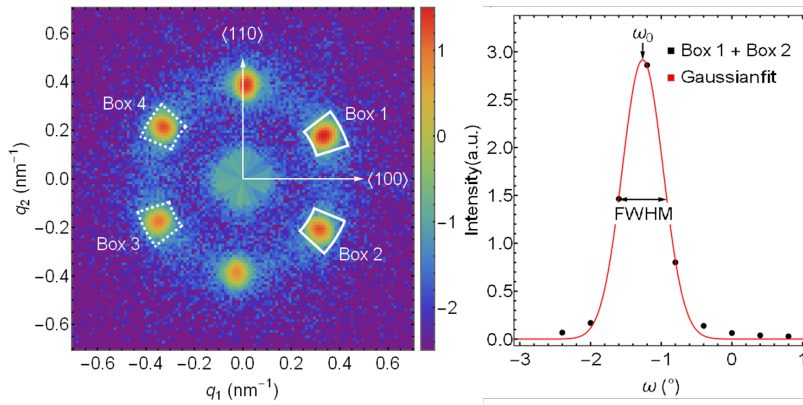 ⟨110⟩
Box 4
Box 1
⟨100⟩
Box 3
Box 2
0.6
0.4
0.2
0.0
−0.2
−0.4
−0.6
q2 (nm−1)
−0.6 −0.4 −0.2 0.0 0.2 0.4 0.6
q1 (nm−1)
1
0
−1
−2
ω0
Box 1 + Box 2
Gaussianfit
FWHM
3.0
2.5
2.0
1.5
1.0
0.5
0.0
Intensity(a.u.)
−3 −2 −1 0 1
ω (°)